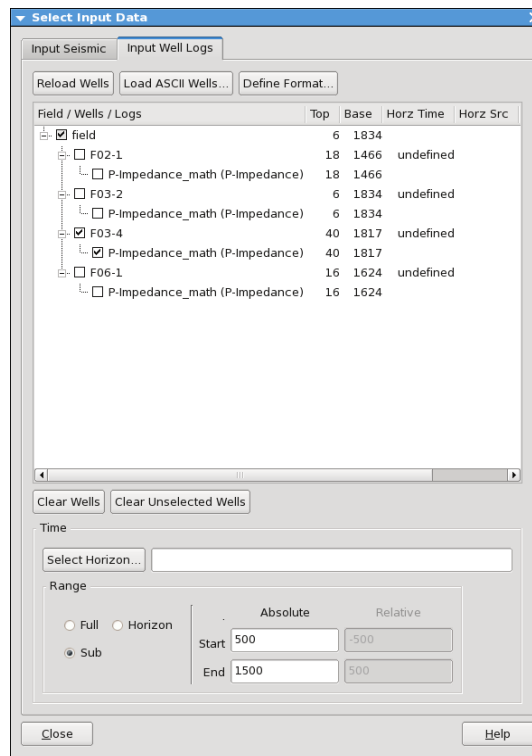 Select Input Data
Input Seismic Input Well Logs
Reload Wells Load ASCII Wells... Define Format...
Field / Wells / Logs Top Base Horz Time Horz Src
field 6 1834
F02-1 18 1466 undefined
P-Impedance_math (P-Impedance) 18 1466
F03-2 6 1834 undefined
P-Impedance_math (P-Impedance) 6 1834
F03-4 40 1817 undefined
P-Impedance_math (P-Impedance) 40 1817
F06-1 16 1624 undefined
P-Impedance_math (P-Impedance) 16 1624
Clear Wells Clear Unselected Wells
Time
Select Horizon...
Range
Absolute Relative
Full Horizon
Start 500 -500
Sub
End 1500 500
Close Help